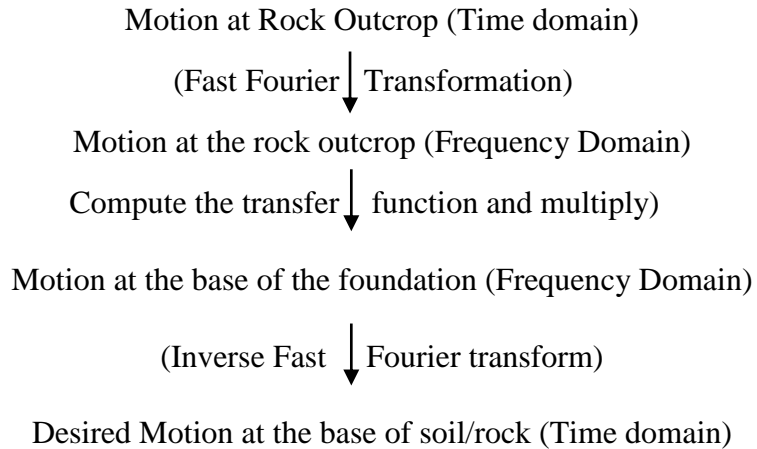 Motion at Rock Outcrop (Time domain)
(Fast Fourier Transformation)
Motion at the rock outcrop (Frequency Domain)
Compute the transfer function and multiply)
Motion at the base of the foundation (Frequency Domain)
(Inverse Fast Fourier transform)
Desired Motion at the base of soil/rock (Time domain)